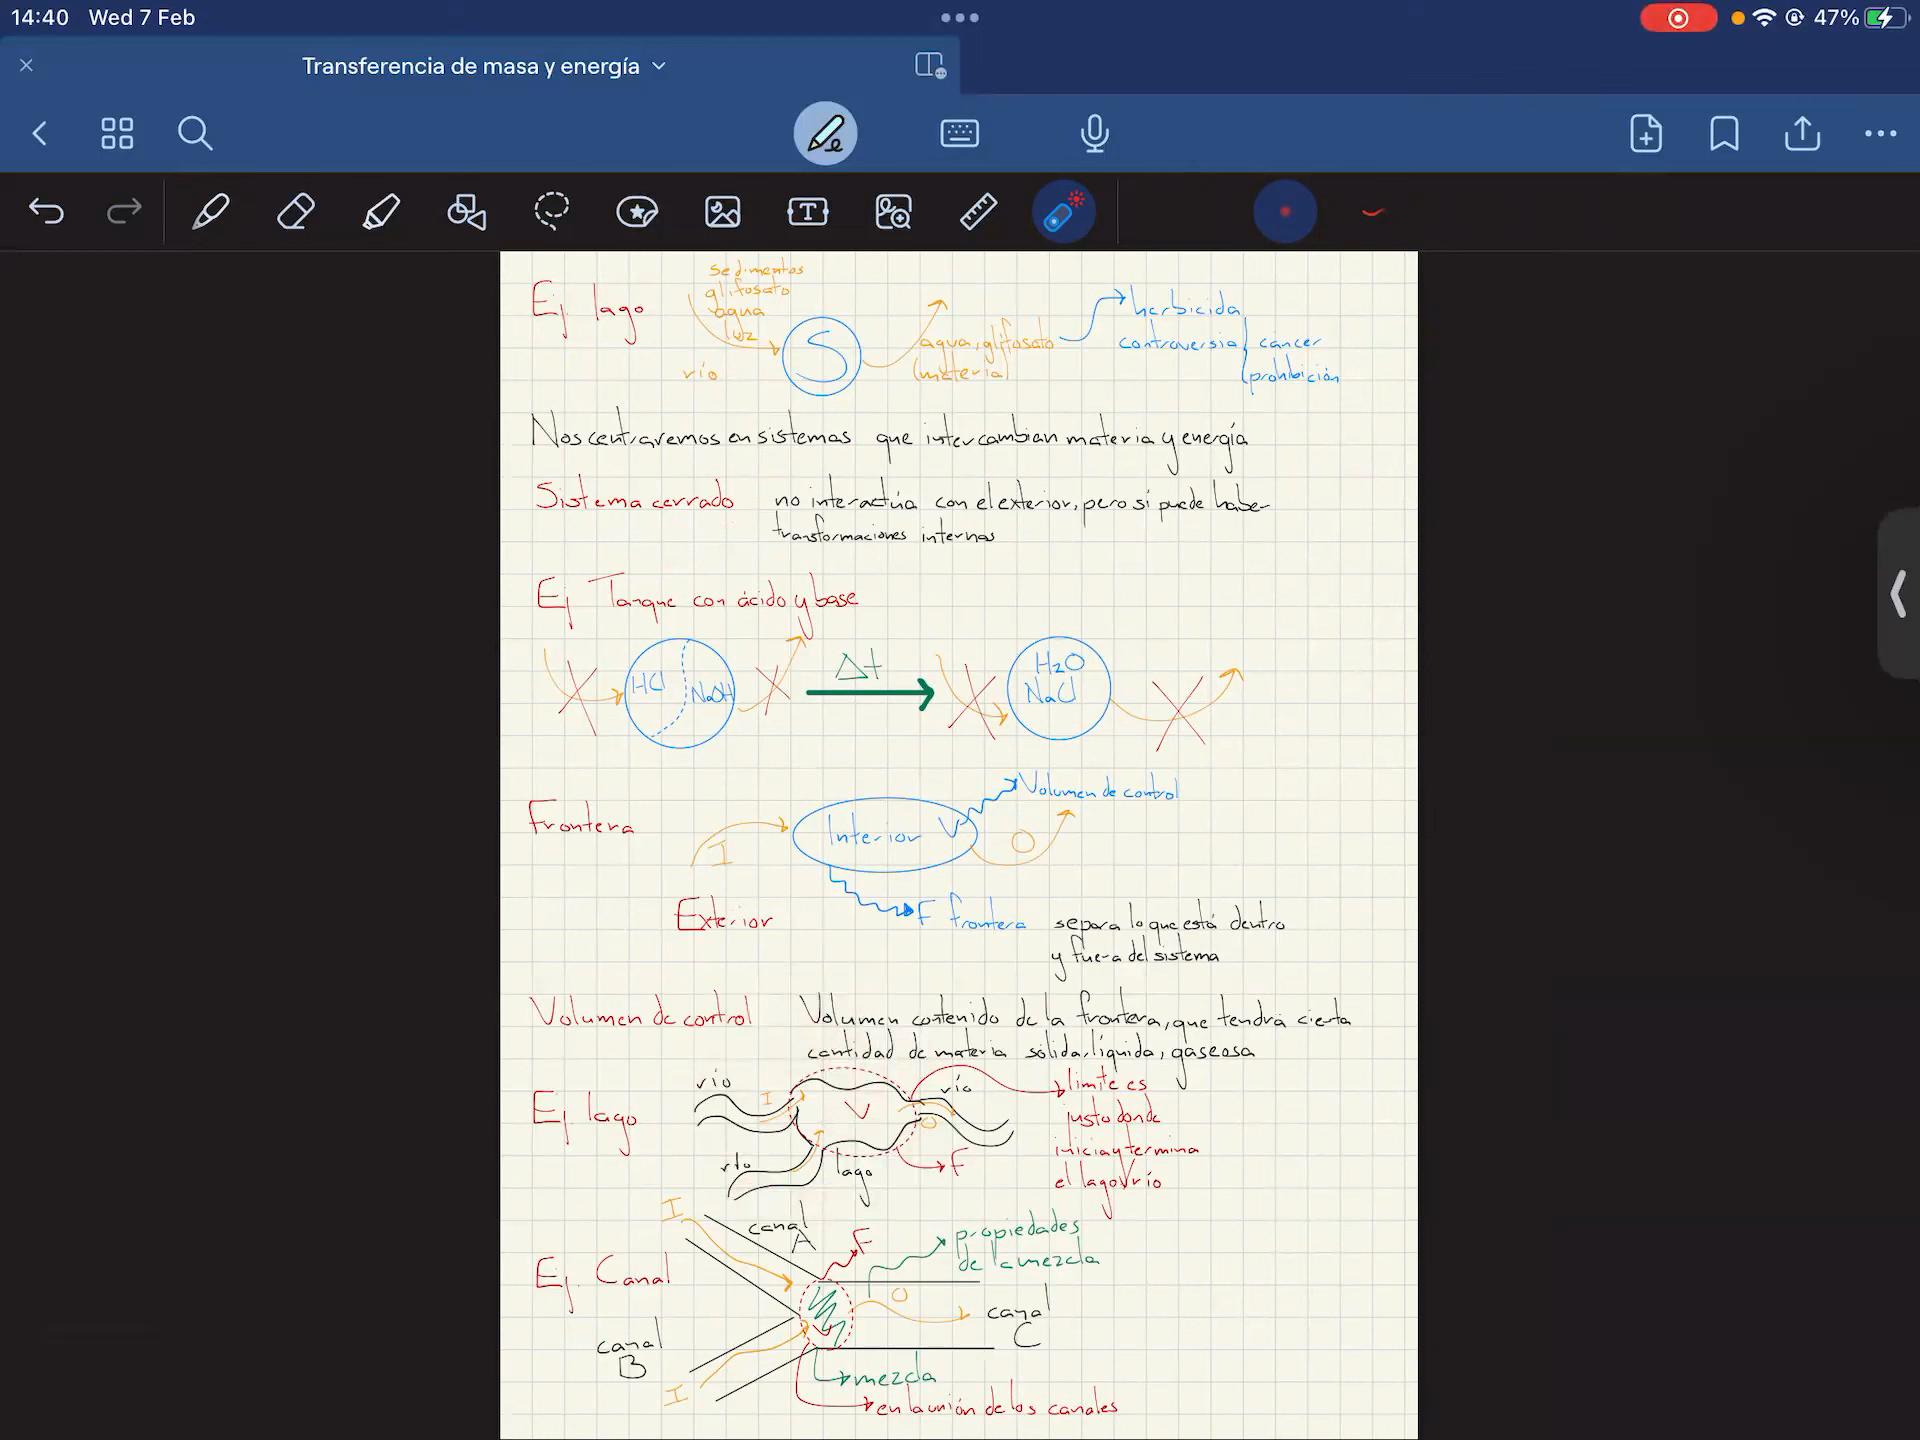 14:40 Wed 7 Feb
47%
Transferencia de masa y energía
Ej lago
sedimentos
glifosato
agua
luz
río
S
agua, glifosato
(materia)
herbicida
controversia { cáncer
prohibición
Nos centraremos en sistemas que intercambian materia y energía
Sistema cerrado no interactúa con el exterior, pero sí puede haber
transformaciones internas
Ej Tanque con ácido y base
HCl NaOH
Δt
H2O
NaCl
Frontera
I
Interior V
Volumen de control
O
Exterior
F frontera separa lo que está dentro
y fuera del sistema
Volumen de control Volumen contenido de la frontera, que tendrá cierta
cantidad de materia sólida, líquida, gaseosa
Ej lago
río
I
V
río
O
río
lago
F
límite es
justo donde
inicia y termina
el lago/río
Ej Canal
I
canal
A
F
propiedades
de la mezcla
V
O
canal
C
canal
B
I
mezcla
en la unión de los canales